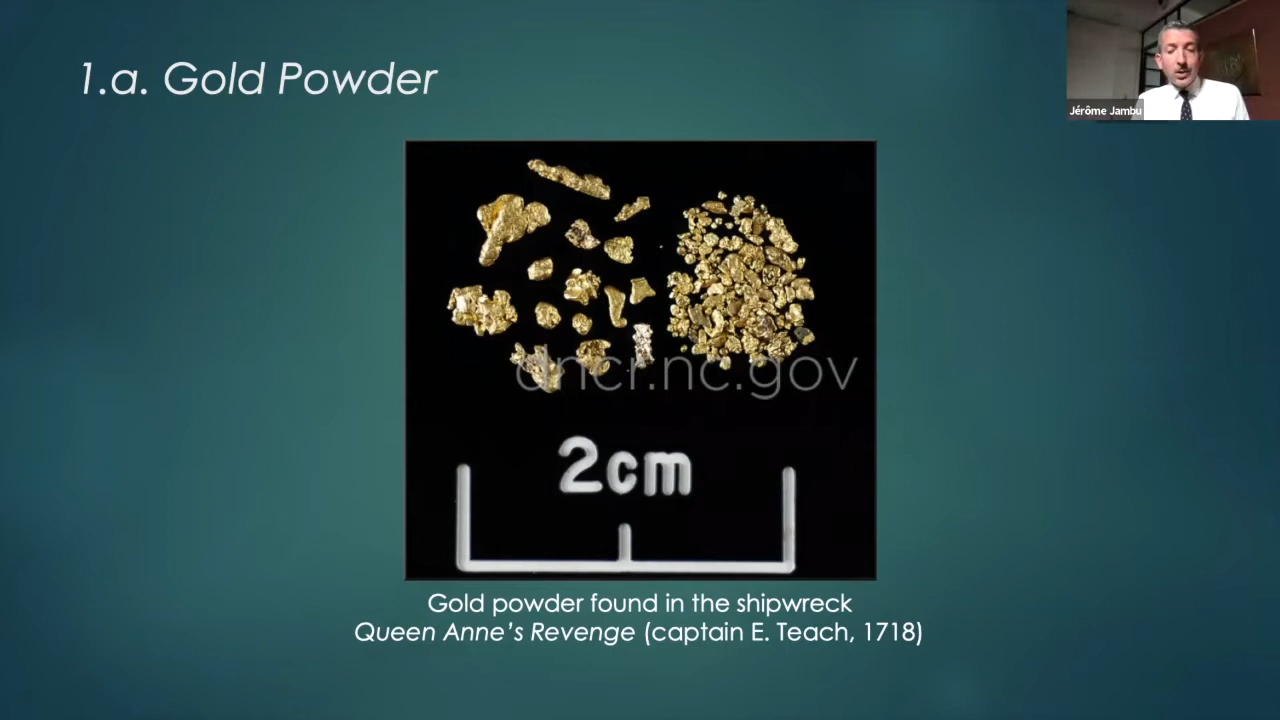 1.a. Gold Powder
Jérôme Jambu
dncr.nc.gov
2cm
Gold powder found in the shipwreck
Queen Anne’s Revenge (captain E. Teach, 1718)